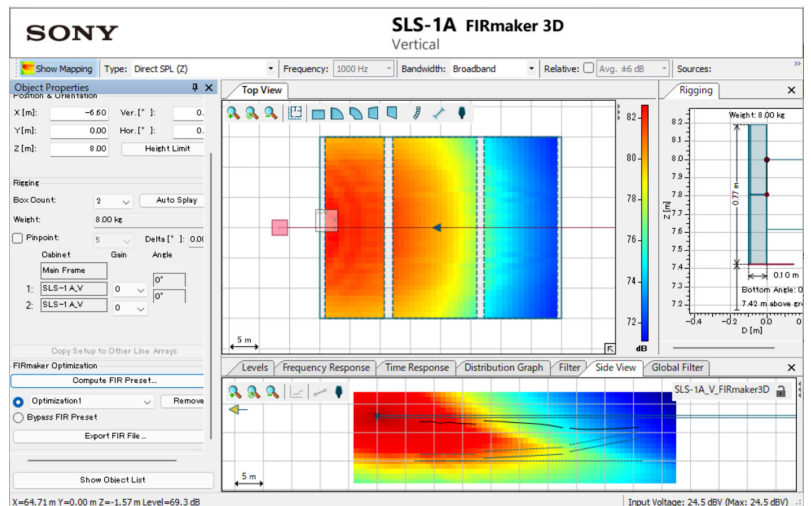 SONY
SLS-1A FIRmaker 3D
Vertical
Show Mapping Type: Direct SPL (Z) Frequency: 1000 Hz Bandwidth: Broadband Relative: Avg. ±6 dB Sources: »
Object Properties
Position & Orientation
X [m]: -6.60 Ver.[° ]: 0.
Y[m]: 0.00 Hor.[° ]: 0.
Z [m]: 8.00 Height Limit
Rigging
Box Count: 2 Auto Splay
Weight: 8.00 kg
Pinpoint: 5 Delta [° ]: 0.00
Cabinet Gain Angle
Main Frame
0°
1: SLS-1A_V 0
0°
2: SLS-1A_V 0
Copy Setup to Other Line Arrays
FIRmaker Optimization
Compute FIR Preset...
Optimization1 Remove
Bypass FIR Preset
Export FIR File...
Show Object List
Top View
5 m
82
80
78
76
74
72
dB
Rigging
Weight: 8.00 kg
8.2
8.1
8.0
7.9
7.8
7.7
7.6
7.5
7.4
7.3
7.2
Z [m]
0.77 m
0.10 m
Bottom Angle: 0
7.42 m above gr
-0.4 -0.2 0.0 0
D [m]
Levels Frequency Response Time Response Distribution Graph Filter Side View Global Filter
SLS-1A_V_FIRmaker3D
5 m
X=64.71 m Y=0.00 m Z=-1.57 m Level=69.3 dB
Input Voltage: 24.5 dBV (Max: 24.5 dBV)